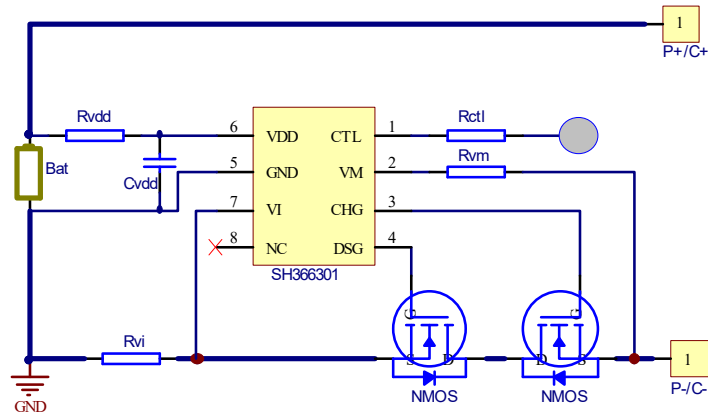 1
P+/C+
Rvdd
6 VDD CTL 1 Rctl
Bat
Cvdd
5 GND VM 2 Rvm
7 VI CHG 3
8 NC DSG 4
SH366301
G
G
Rvi
S D
D S
1
NMOS
NMOS
P-/C-
GND